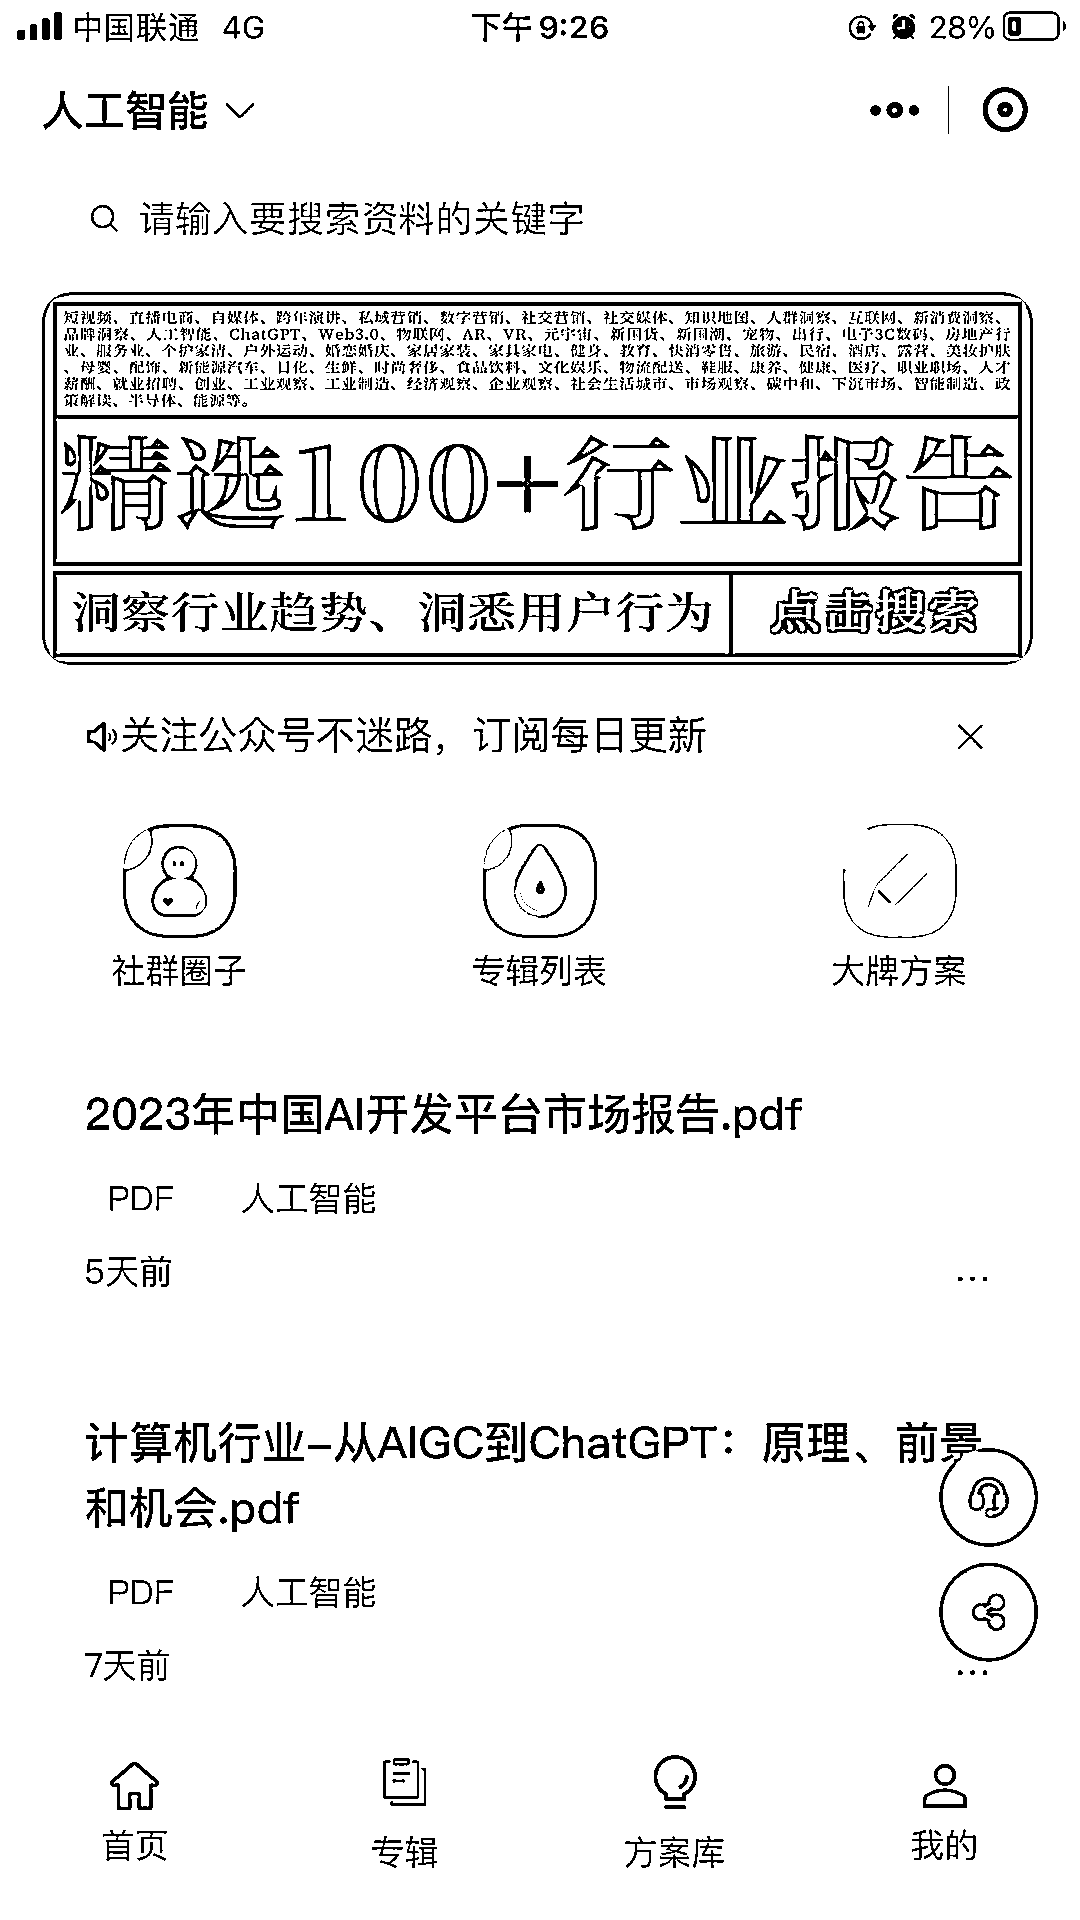 中国联通 4G 下午9:26 28%
人工智能
请输入要搜索资料的关键字
短视频、直播电商、自媒体、跨年演讲、私域营销、数字营销、社交营销、社交媒体、知识地图、人群洞察、互联网、新消费洞察、
品牌洞察、人工智能、ChatGPT、Web3.0、物联网、AR、VR、元宇宙、新国货、新国潮、宠物、出行、电子3C数码、房地产行
业、服务业、个护家清、户外运动、婚恋婚庆、家居家装、家具家电、健身、教育、快消零售、旅游、民宿、酒店、露营、美妆护肤
、母婴、配饰、新能源汽车、日化、生鲜、时尚奢侈、食品饮料、文化娱乐、物流配送、鞋服、康养、健康、医疗、职业职场、人才
薪酬、就业招聘、创业、工业观察、工业制造、经济观察、企业观察、社会生活城市、市场观察、碳中和、下沉市场、智能制造、政
策解读、半导体、能源等。
精选100+行业报告
洞察行业趋势、洞悉用户行为 点击搜索
关注公众号不迷路，订阅每日更新
社群圈子 专辑列表 大牌方案
2023年中国AI开发平台市场报告.pdf
PDF 人工智能
5天前 ...
计算机行业-从AIGC到ChatGPT：原理、前景
和机会.pdf
PDF 人工智能
7天前 ...
首页 专辑 方案库 我的